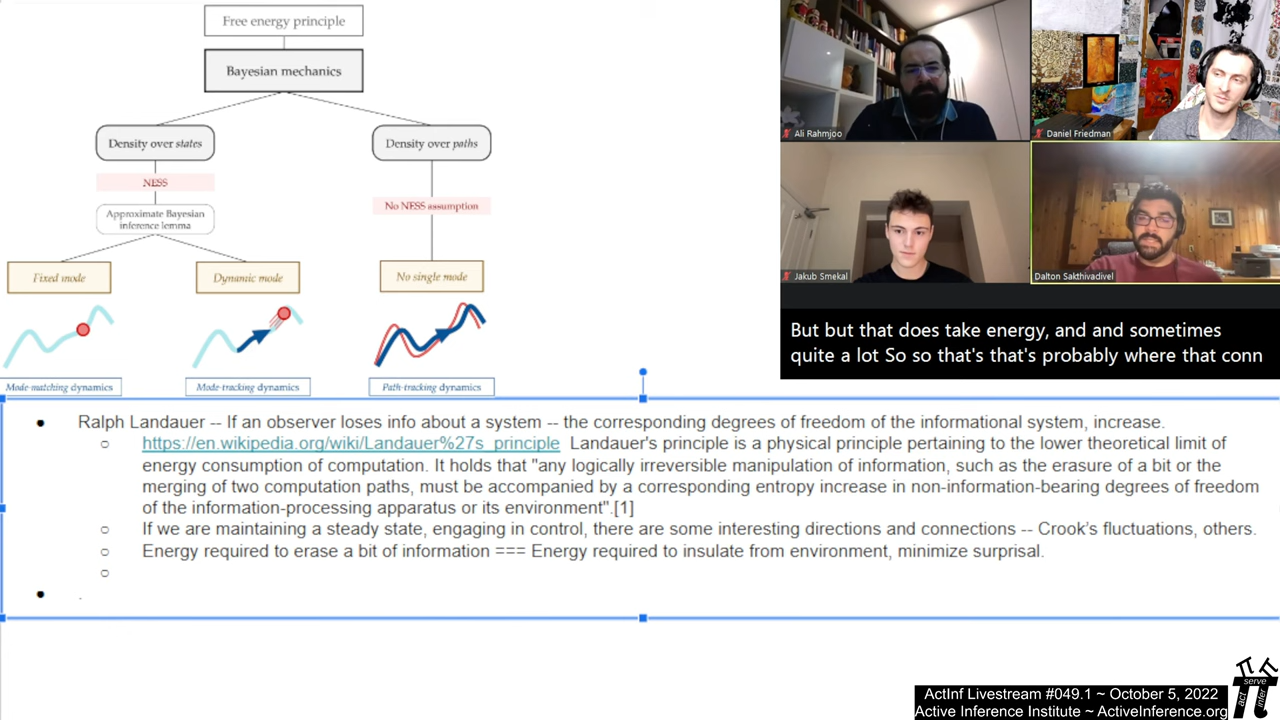 Free energy principle
Bayesian mechanics
Density over states
Density over paths
NESS
No NESS assumption
Approximate Bayesian
inference lemma
Fixed mode
Dynamic mode
No single mode
Mode-matching dynamics
Mode-tracking dynamics
Path-tracking dynamics
Ali Rahmjoo
Daniel Friedman
Jakub Smekal
Dalton Sakthivadivel
But but that does take energy, and and sometimes
quite a lot So so that's that's probably where that conn
Ralph Landauer -- If an observer loses info about a system -- the corresponding degrees of freedom of the informational system, increase.
https://en.wikipedia.org/wiki/Landauer%27s_principle Landauer's principle is a physical principle pertaining to the lower theoretical limit of
energy consumption of computation. It holds that "any logically irreversible manipulation of information, such as the erasure of a bit or the
merging of two computation paths, must be accompanied by a corresponding entropy increase in non-information-bearing degrees of freedom
of the information-processing apparatus or its environment".[1]
If we are maintaining a steady state, engaging in control, there are some interesting directions and connections -- Crook's fluctuations, others.
Energy required to erase a bit of information === Energy required to insulate from environment, minimize surprisal.
.
ActInf Livestream #049.1 ~ October 5, 2022
Active Inference Institute ~ ActiveInference.org
serve
act
infer